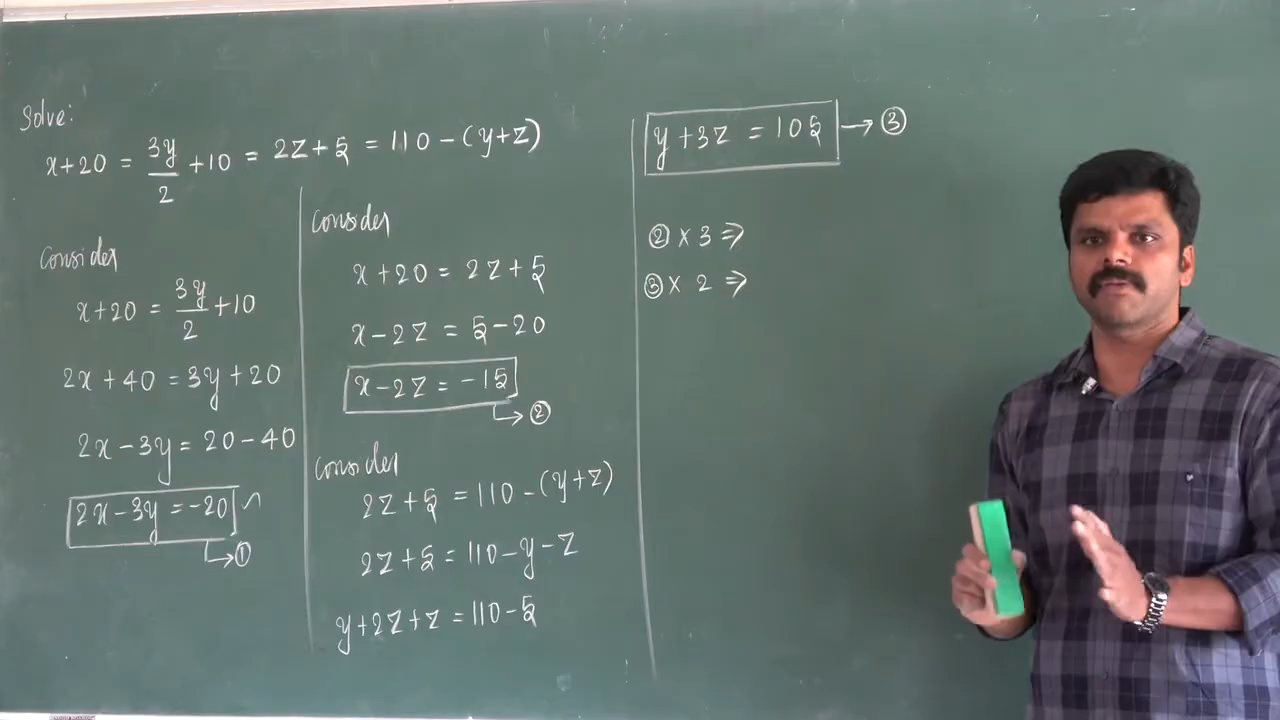 Solve:
x+20 = 3y/2 +10 = 2z+5 = 110-(y+z)
Consider
x+20 = 3y/2 +10
2x+40 = 3y+20
2x-3y = 20-40
2x-3y = -20
→ ①
Consider
x+20 = 2z+5
x-2z = 5-20
x-2z = -15
→ ②
Consider
2z+5 = 110-(y+z)
2z+5 = 110-y-z
y+2z+z = 110-5
y+3z = 105 → ③
② × 3 ⇒
③ × 2 ⇒